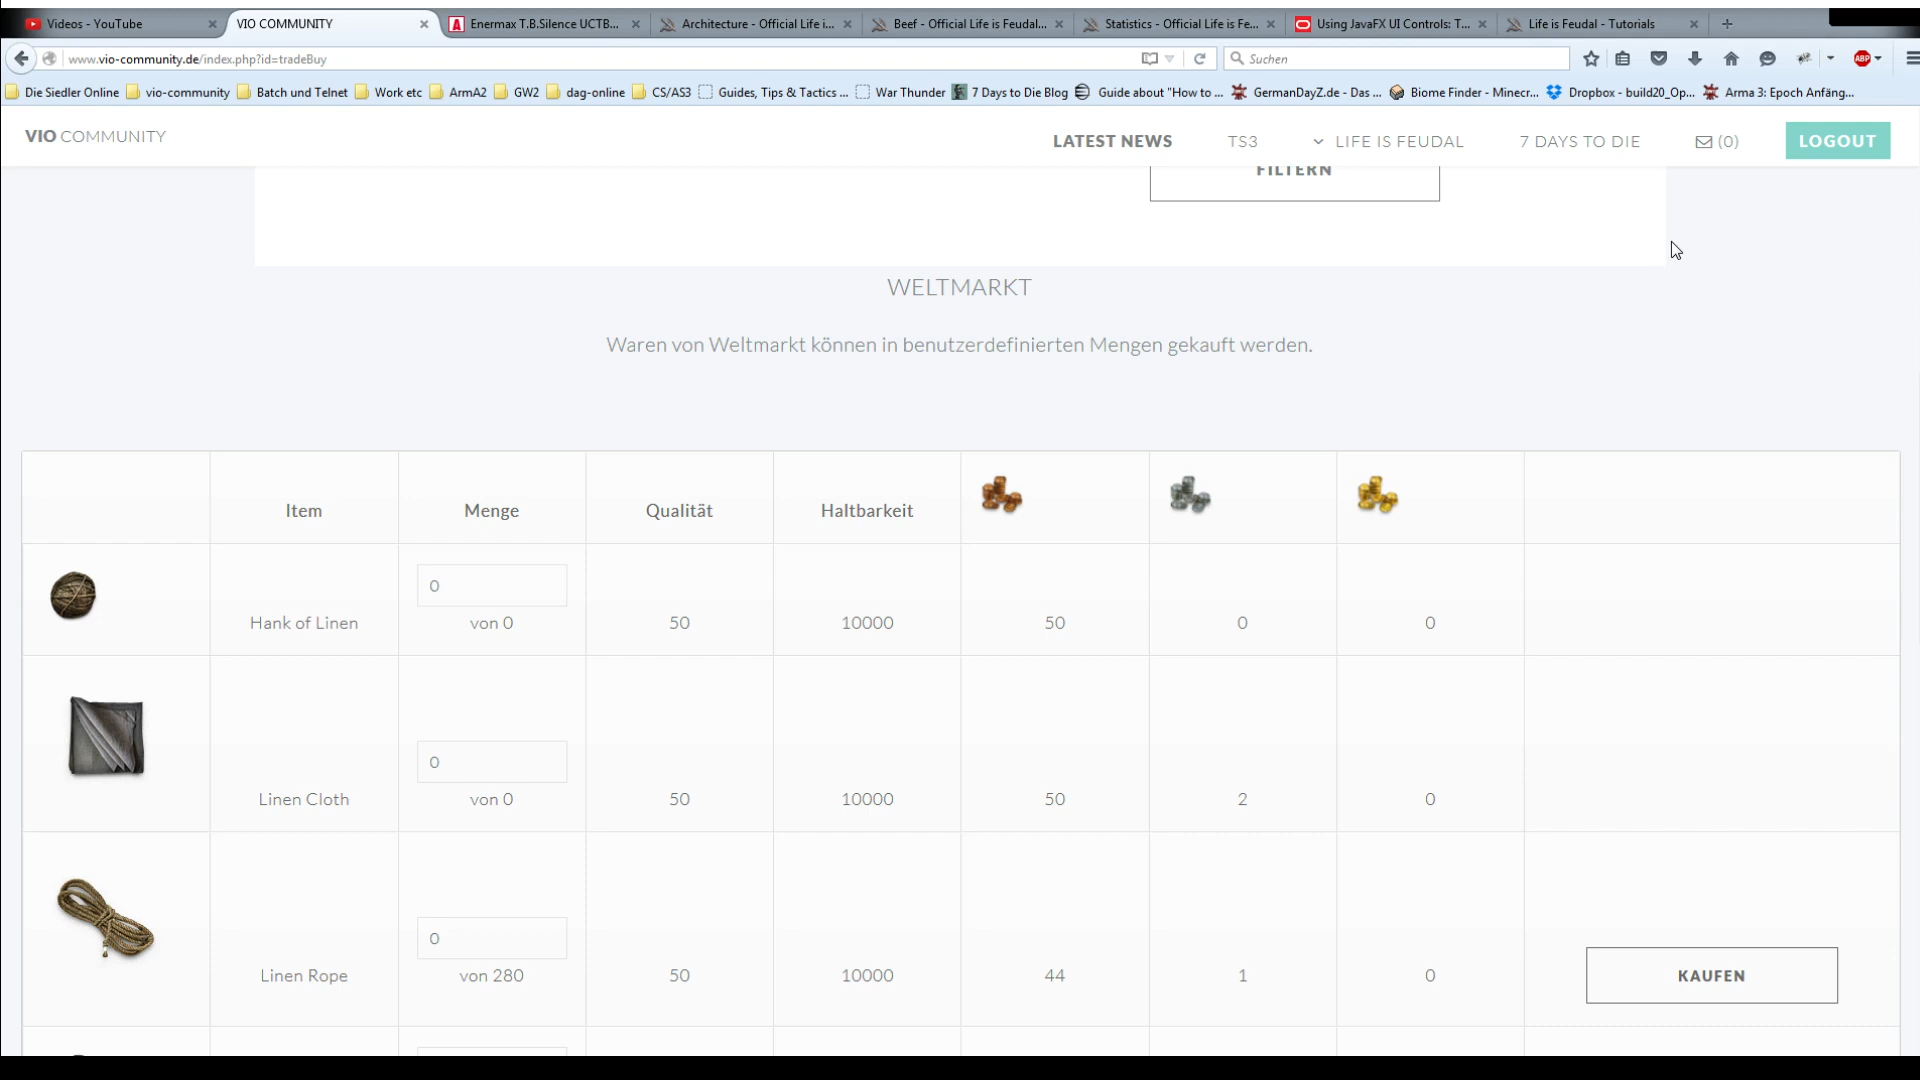 Videos - YouTube
VIO COMMUNITY
Enermax T.B.Silence UCTB...
Architecture - Official Life i...
Beef - Official Life is Feudal...
Statistics - Official Life is Fe...
Using JavaFX UI Controls: T...
Life is Feudal - Tutorials
www.vio-community.de/index.php?id=tradeBuy
Suchen
ABP
Die Siedler Online
vio-community
Batch und Telnet
Work etc
ArmA2
GW2
dag-online
CS/AS3
Guides, Tips & Tactics ...
War Thunder
7 Days to Die Blog
Guide about "How to ...
GermanDayZ.de - Das ...
Biome Finder - Minecr...
Dropbox - build20_Op...
Arma 3: Epoch Anfäng...
VIO COMMUNITY
LATEST NEWS
TS3
LIFE IS FEUDAL
7 DAYS TO DIE
(0)
LOGOUT
FILTERN
WELTMARKT
Waren von Weltmarkt können in benutzerdefinierten Mengen gekauft werden.
Item Menge Qualität Haltbarkeit
0
Hank of Linen von 0 50 10000 50 0 0
0
Linen Cloth von 0 50 10000 50 2 0
0
Linen Rope von 280 50 10000 44 1 0 KAUFEN